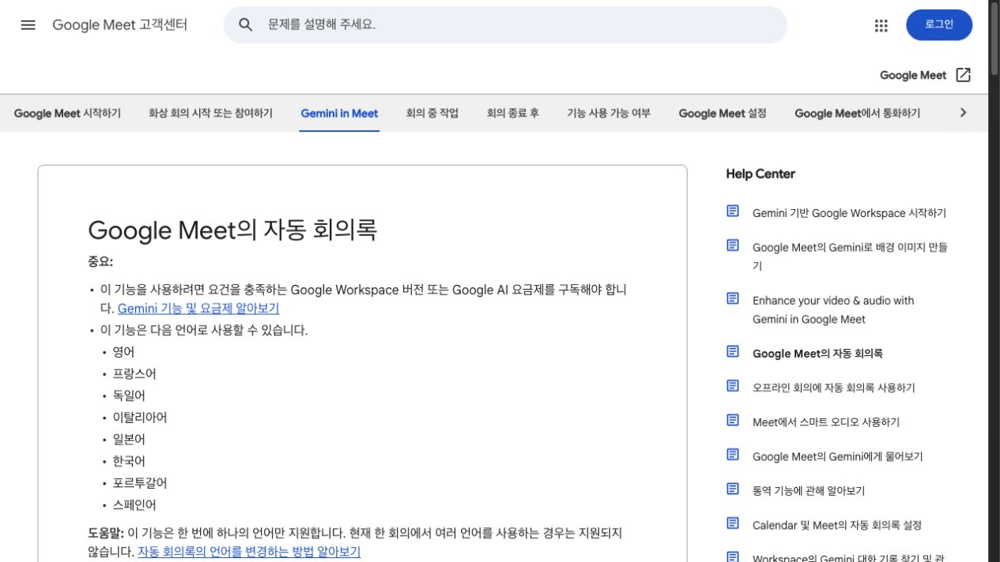 Google Meet 고객센터
문제를 설명해 주세요.
로그인
Google Meet
Google Meet 시작하기
화상 회의 시작 또는 참여하기
Gemini in Meet
회의 중 작업
회의 종료 후
기능 사용 가능 여부
Google Meet 설정
Google Meet에서 통화하기
Google Meet의 자동 회의록
중요:
• 이 기능을 사용하려면 요건을 충족하는 Google Workspace 버전 또는 Google AI 요금제를 구독해야 합니
다. Gemini 기능 및 요금제 알아보기
• 이 기능은 다음 언어로 사용할 수 있습니다.
• 영어
• 프랑스어
• 독일어
• 이탈리아어
• 일본어
• 한국어
• 포르투갈어
• 스페인어
도움말: 이 기능은 한 번에 하나의 언어만 지원합니다. 현재 한 회의에서 여러 언어를 사용하는 경우는 지원되지
않습니다. 자동 회의록의 언어를 변경하는 방법 알아보기
Help Center
Gemini 기반 Google Workspace 시작하기
Google Meet의 Gemini로 배경 이미지 만들
기
Enhance your video & audio with
Gemini in Google Meet
Google Meet의 자동 회의록
오프라인 회의에 자동 회의록 사용하기
Meet에서 스마트 오디오 사용하기
Google Meet의 Gemini에게 물어보기
통역 기능에 관해 알아보기
Calendar 및 Meet의 자동 회의록 설정
Workspace의 Gemini 대화 기록 찾기 및 관